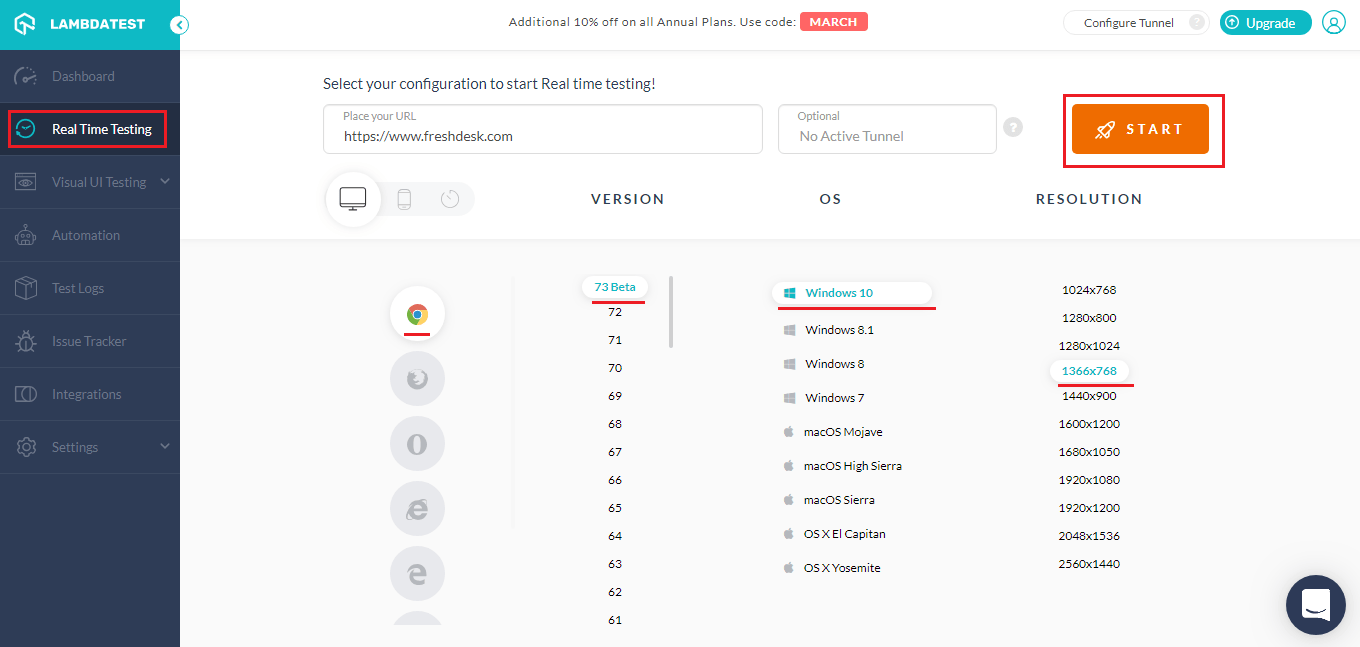 LAMBDATEST
Additional 10% off on all Annual Plans. Use code: MARCH
Configure Tunnel ?
Upgrade
Dashboard
Real Time Testing
Visual UI Testing
Automation
Test Logs
Issue Tracker
Integrations
Settings
Select your configuration to start Real time testing!
Place your URL
https://www.freshdesk.com
Optional
No Active Tunnel
?
START
VERSION
OS
RESOLUTION
73 Beta
72
71
70
69
68
67
66
65
64
63
62
61
Windows 10
Windows 8.1
Windows 8
Windows 7
macOS Mojave
macOS High Sierra
macOS Sierra
OS X El Capitan
OS X Yosemite
1024x768
1280x800
1280x1024
1366x768
1440x900
1600x1200
1680x1050
1920x1080
1920x1200
2048x1536
2560x1440